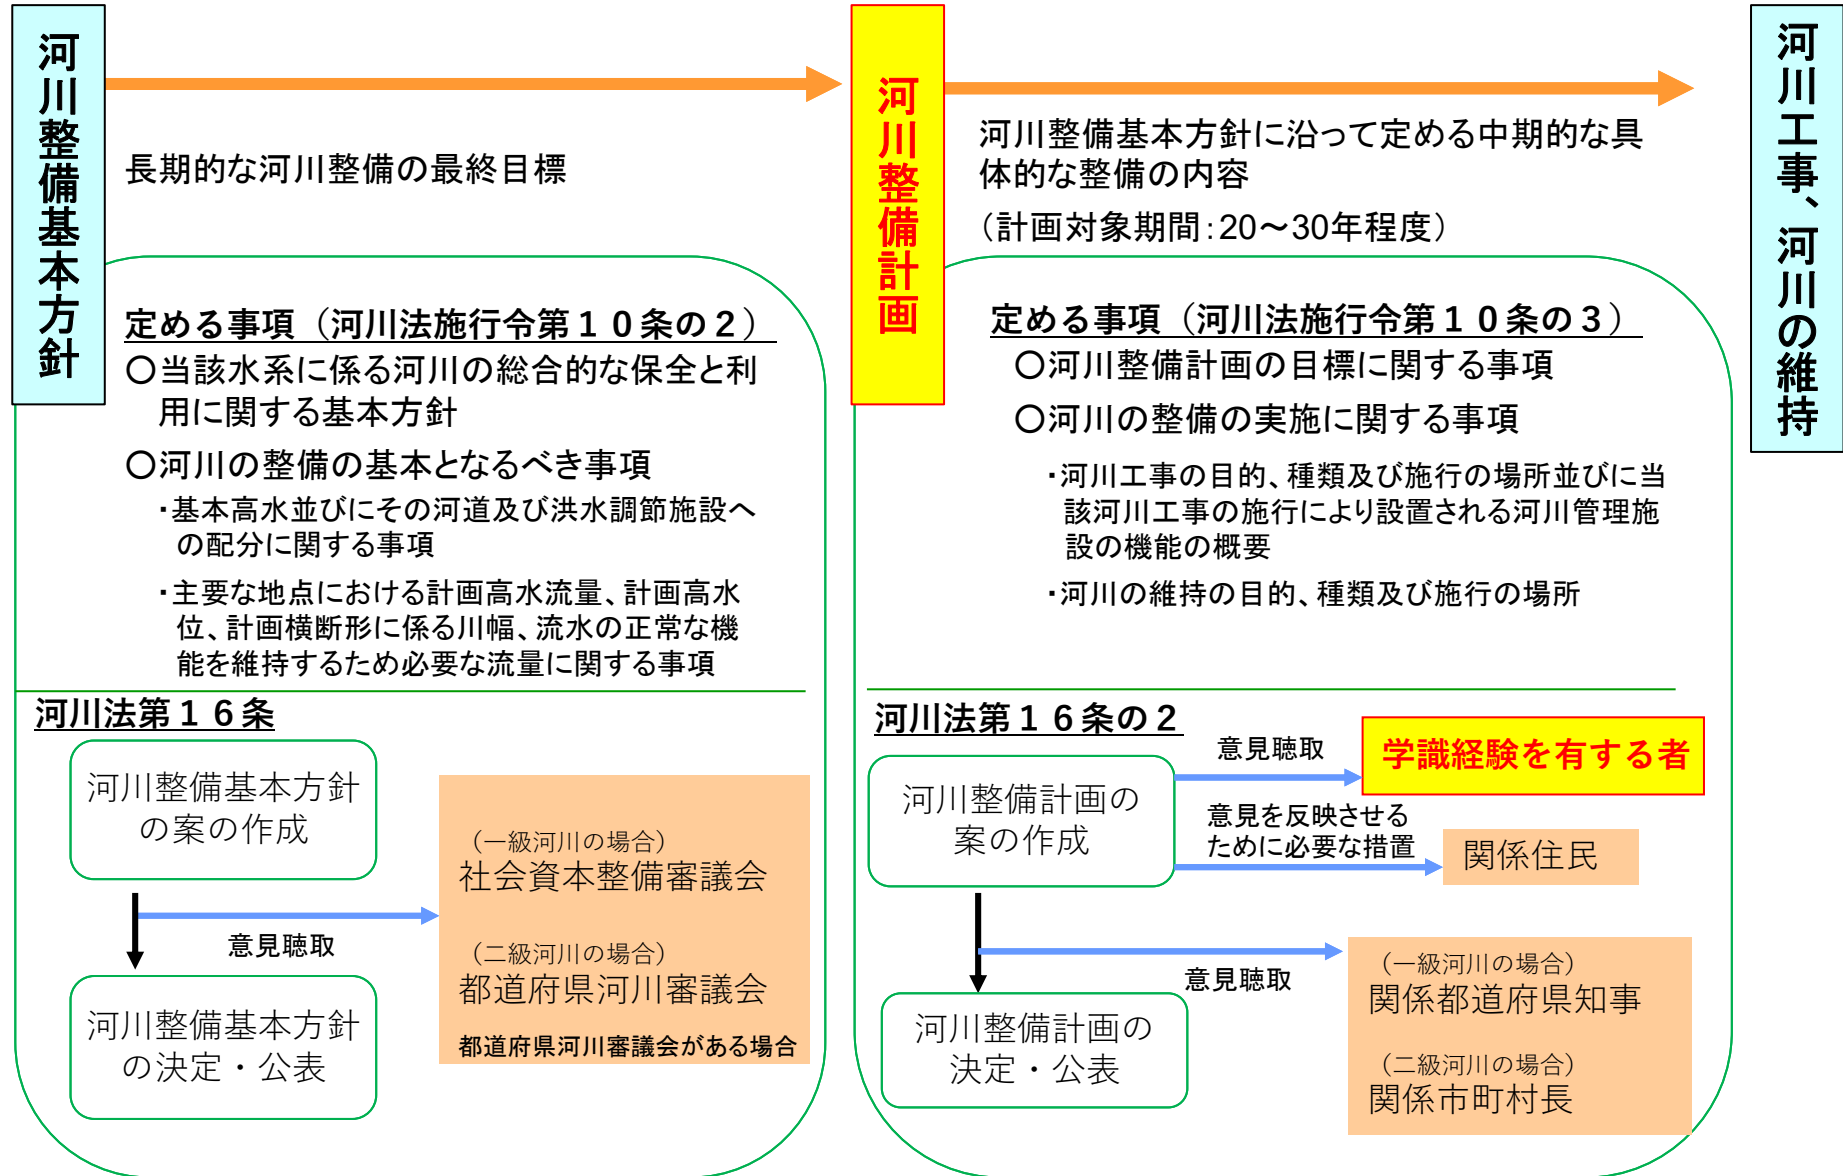 河川整備基本方針
長期的な河川整備の最終目標
定める事項（河川法施行令第１０条の２）
〇当該水系に係る河川の総合的な保全と利
用に関する基本方針
〇河川の整備の基本となるべき事項
・基本高水並びにその河道及び洪水調節施設へ
の配分に関する事項
・主要な地点における計画高水流量、計画高水
位、計画横断形に係る川幅、流水の正常な機
能を維持するため必要な流量に関する事項
河川法第１６条
河川整備基本方針
の案の作成
意見聴取
（一級河川の場合）
社会資本整備審議会
（二級河川の場合）
都道府県河川審議会
都道府県河川審議会がある場合
河川整備基本方針
の決定・公表
河川整備計画
河川整備基本方針に沿って定める中期的な具
体的な整備の内容
（計画対象期間：20～30年程度）
定める事項（河川法施行令第１０条の３）
〇河川整備計画の目標に関する事項
〇河川の整備の実施に関する事項
・河川工事の目的、種類及び施行の場所並びに当
該河川工事の施行により設置される河川管理施
設の機能の概要
・河川の維持の目的、種類及び施行の場所
河川法第１６条の２
河川整備計画の
案の作成
意見聴取
学識経験を有する者
意見を反映させる
ために必要な措置
関係住民
意見聴取
（一級河川の場合）
関係都道府県知事
（二級河川の場合）
関係市町村長
河川整備計画の
決定・公表
河川工事、河川の維持